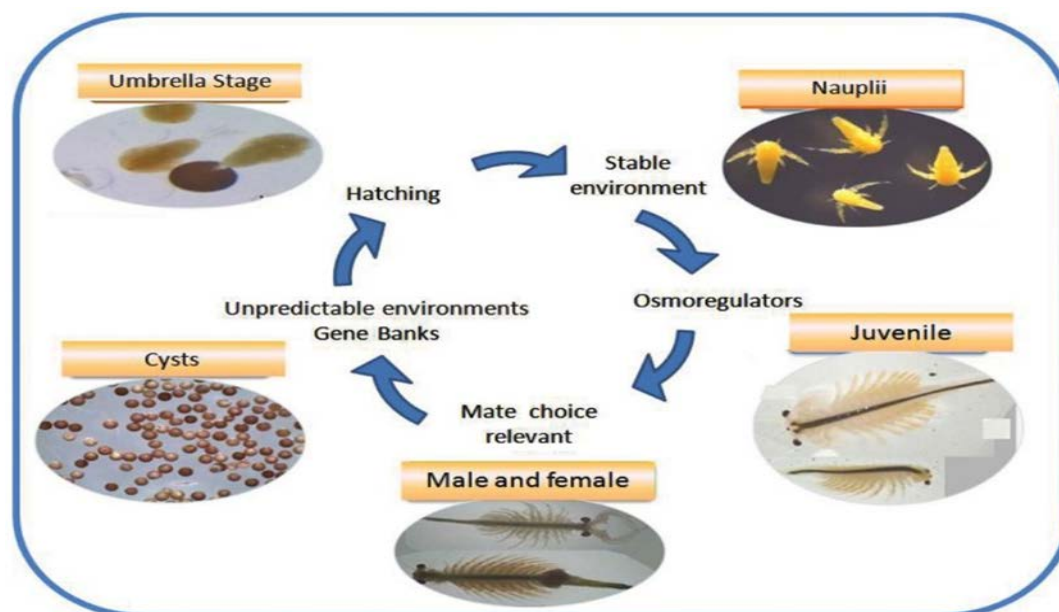 Umbrella Stage
Nauplii
Hatching
Stable
environment
Unpredictable environments
Gene Banks
Osmoregulators
Cysts
Juvenile
Mate choice
relevant
Male and female